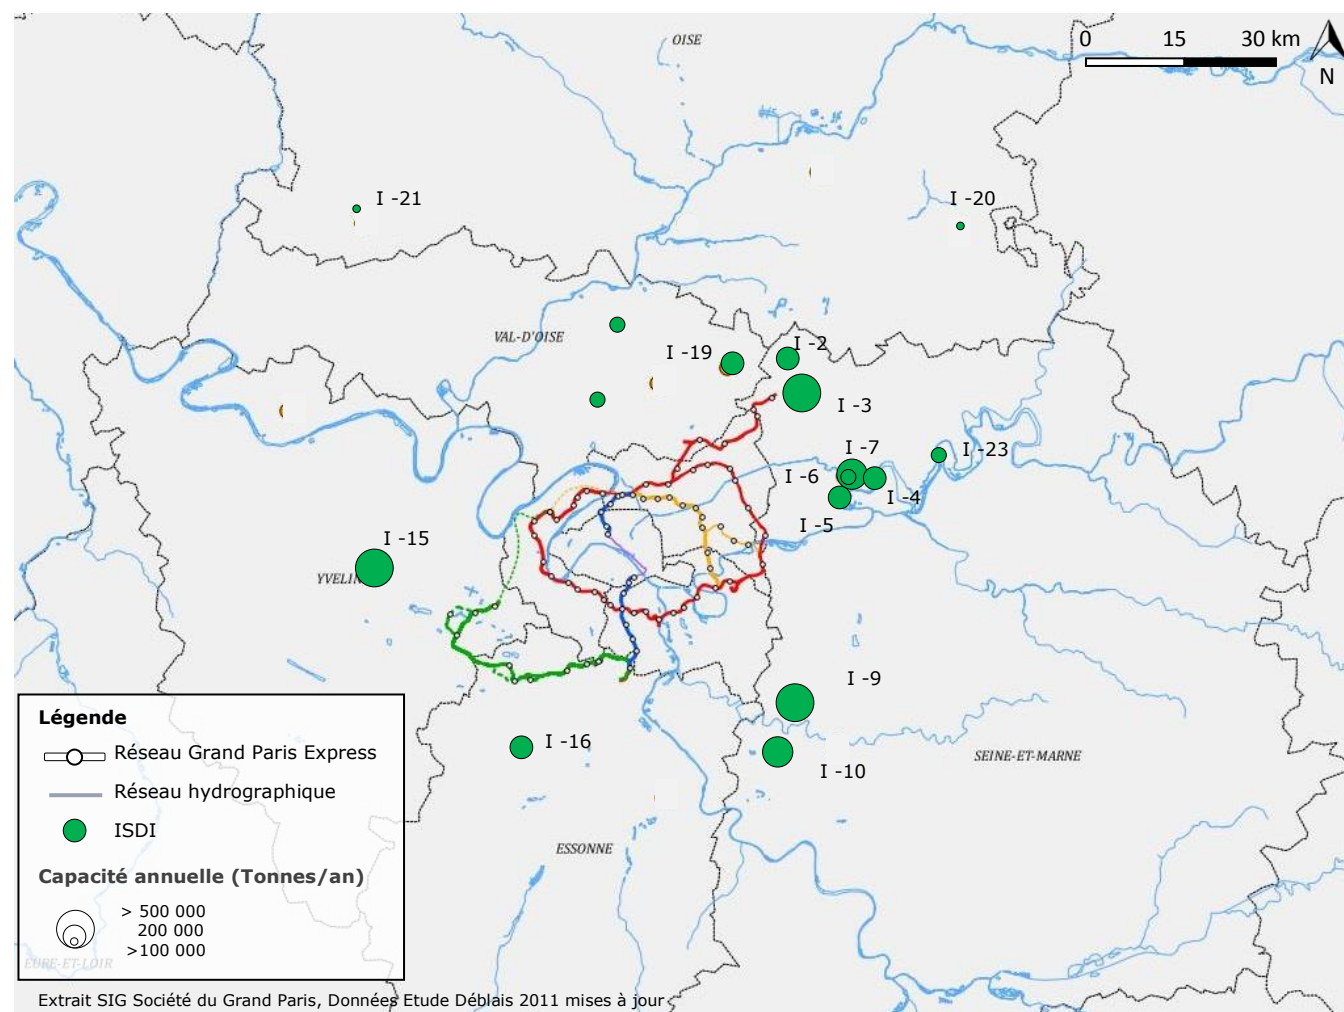 OISE
0 15 30 km
N
I -21
I -20
VAL-D'OISE
I -19
I -2
I -3
I -7
I -23
I -6
I -4
I -5
I -15
YVELIN
I -9
I -16
I -10
SEINE-ET-MARNE
ESSONNE
Légende
Réseau Grand Paris Express
Réseau hydrographique
ISDI
Capacité annuelle (Tonnes/an)
> 500 000
200 000
>100 000
EURE-ET-LOIR
Extrait SIG Société du Grand Paris, Données Etude Déblais 2011 mises à jour